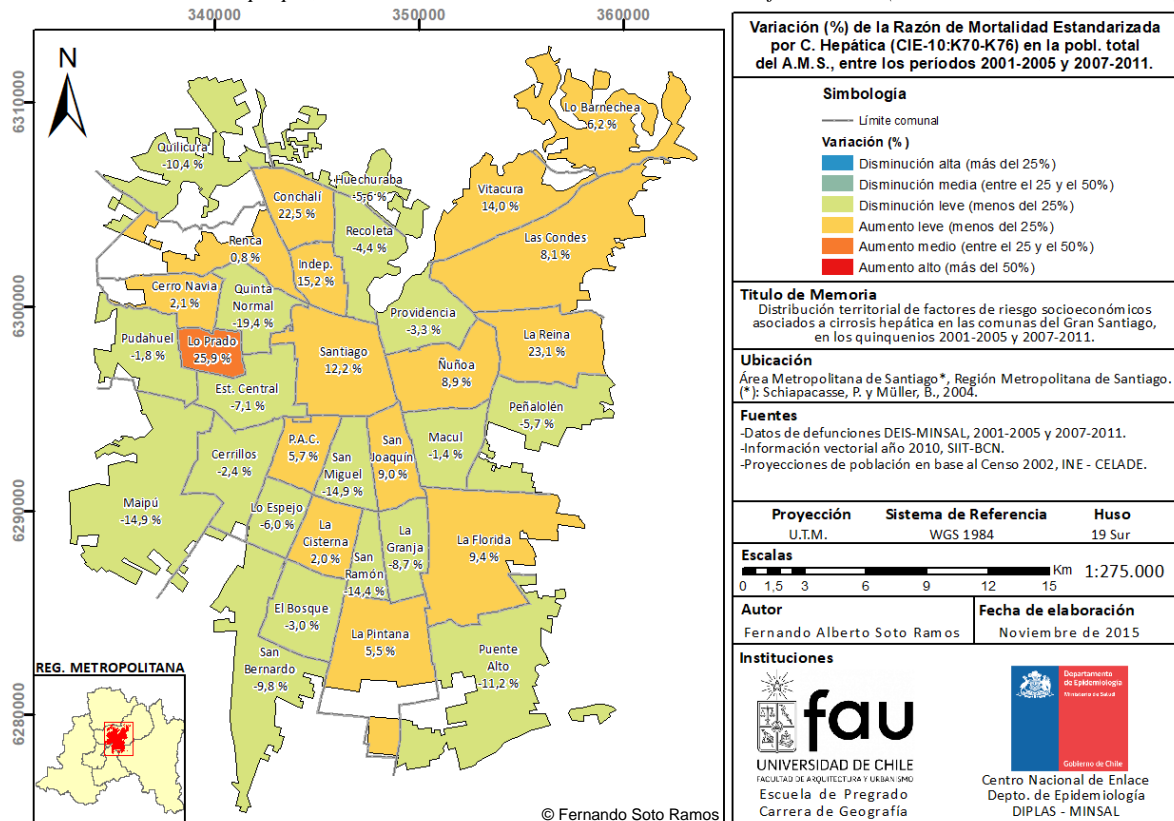 340000
350000
360000
6310000
6300000
6290000
6280000
N
Lo Barnechea
6,2 %
Quilicura
-10,4 %
Huechuraba
-5,6 %
Conchalí
22,5 %
Vitacura
14,0 %
Recoleta
-4,4 %
Las Condes
8,1 %
Renca
0,8 %
Indep.
15,2 %
Cerro Navia
2,1 %
Quinta
Normal
-19,4 %
Providencia
-3,3 %
Pudahuel
-1,8 %
Lo Prado
25,9 %
Santiago
12,2 %
La Reina
23,1 %
Ñuñoa
8,9 %
Est. Central
-7,1 %
Peñalolén
-5,7 %
P.A.C.
5,7 %
San
Joaquín
9,0 %
Macul
-1,4 %
Cerrillos
-2,4 %
San
Miguel
-14,9 %
Maipú
-14,9 %
Lo Espejo
-6,0 %
La
Cisterna
2,0 %
La
Granja
-8,7 %
La Florida
9,4 %
San
Ramón
-14,4 %
El Bosque
-3,0 %
La Pintana
5,5 %
San
Bernardo
-9,8 %
Puente
Alto
-11,2 %
REG. METROPOLITANA
© Fernando Soto Ramos
Variación (%) de la Razón de Mortalidad Estandarizada
por C. Hepática (CIE-10:K70-K76) en la pobl. total
del A.M.S., entre los períodos 2001-2005 y 2007-2011.
Simbología
Límite comunal
Variación (%)
Disminución alta (más del 25%)
Disminución media (entre el 25 y el 50%)
Disminución leve (menos del 25%)
Aumento leve (menos del 25%)
Aumento medio (entre el 25 y el 50%)
Aumento alto (más del 50%)
Título de Memoria
Distribución territorial de factores de riesgo socioeconómicos
asociados a cirrosis hepática en las comunas del Gran Santiago,
en los quinquenios 2001-2005 y 2007-2011.
Ubicación
Área Metropolitana de Santiago*, Región Metropolitana de Santiago.
(*): Schiapacasse, P. y Müller, B., 2004.
Fuentes
-Datos de defunciones DEIS-MINSAL, 2001-2005 y 2007-2011.
-Información vectorial año 2010, SIIT-BCN.
-Proyecciones de población en base al Censo 2002, INE - CELADE.
Proyección Sistema de Referencia Huso
U.T.M. WGS 1984 19 Sur
Escalas
0 1,5 3 6 9 12 15 Km 1:275.000
Autor
Fernando Alberto Soto Ramos
Fecha de elaboración
Noviembre de 2015
Instituciones
fau
UNIVERSIDAD DE CHILE
FACULTAD DE ARQUITECTURA Y URBANISMO
Escuela de Pregrado
Carrera de Geografía
Departamento
de Epidemiología
Ministerio de Salud
Gobierno de Chile
Centro Nacional de Enlace
Depto. de Epidemiología
DIPLAS - MINSAL